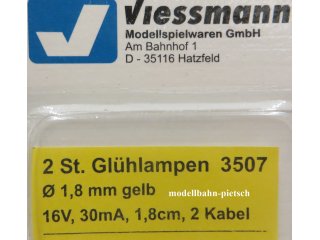 Viessmann
Modellspielwaren GmbH
Am Bahnhof 1
D - 35116 Hatzfeld
2 St. Glühlampen 3507
Ø 1,8 mm gelb
modellbahn-pietsch
16V, 30mA, 1,8cm, 2 Kabel